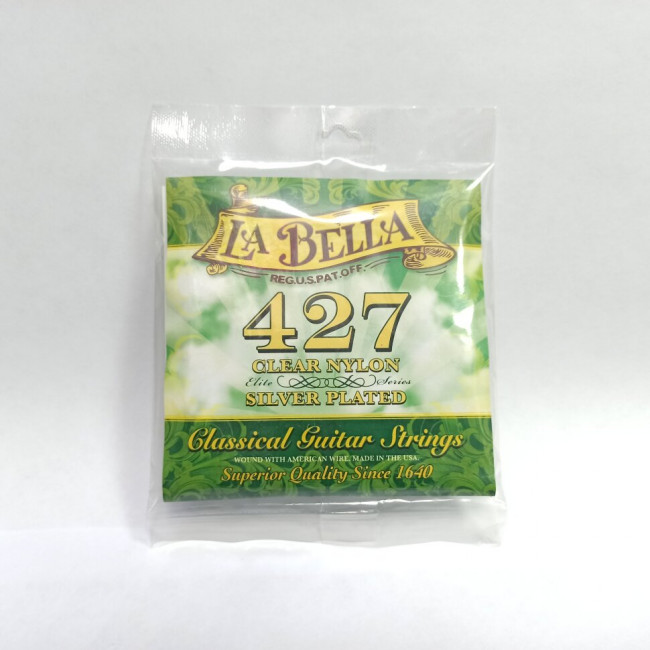 LA BELLA
REG.U.S.PAT.OFF.
427
CLEAR NYLON
Elite Series
SILVER PLATED
Classical Guitar Strings
WOUND WITH AMERICAN WIRE. MADE IN THE USA.
Superior Quality Since 1640